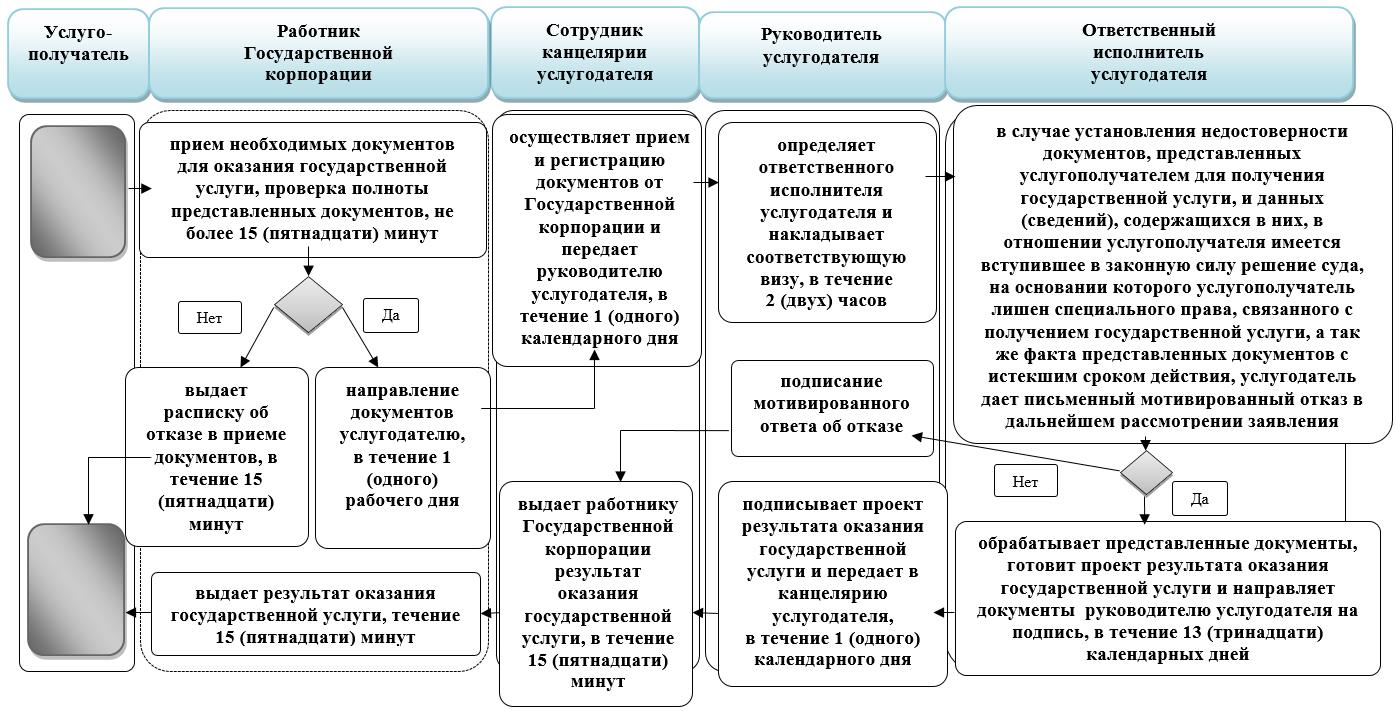 Услуго-
получатель
Работник
Государственной
корпорации
Сотрудник
канцелярии
услугодателя
Руководитель
услугодателя
Ответственный
исполнитель
услугодателя
прием необходимых документов
для оказания государственной
услуги, проверка полноты
представленных документов, не
более 15 (пятнадцати) минут
Нет
Да
выдает
расписку об
отказе в приеме
документов, в
течение 15
(пятнадцати)
минут
направление
документов
услугодателю,
в течение 1
(одного)
рабочего дня
выдает результат оказания
государственной услуги, течение
15 (пятнадцати) минут
осуществляет прием
и регистрацию
документов от
Государственной
корпорации и
передает
руководителю
услугодателя, в
течение 1 (одного)
календарного дня
выдает работнику
Государственной
корпорации
результат
оказания
государственной
услуги, в течение
15 (пятнадцати)
минут
определяет
ответственного
исполнителя
услугодателя и
накладывает
соответствующую
визу, в течение
2 (двух) часов
подписание
мотивированного
ответа об отказе
подписывает проект
результата оказания
государственной
услуги и передает в
канцелярию
услугодателя,
в течение 1 (одного)
календарного дня
в случае установления недостоверности
документов, представленных
услугополучателем для получения
государственной услуги, и данных
(сведений), содержащихся в них, в
отношении услугополучателя имеется
вступившее в законную силу решение суда,
на основании которого услугополучатель
лишен специального права, связанного с
получением государственной услуги, а так
же факта представленных документов с
истекшим сроком действия, услугодатель
дает письменный мотивированный отказ в
дальнейшем рассмотрении заявления
Нет
Да
обрабатывает представленные документы,
готовит проект результата оказания
государственной услуги и направляет
документы  руководителю услугодателя на
подпись, в течение 13 (тринадцати)
календарных дней